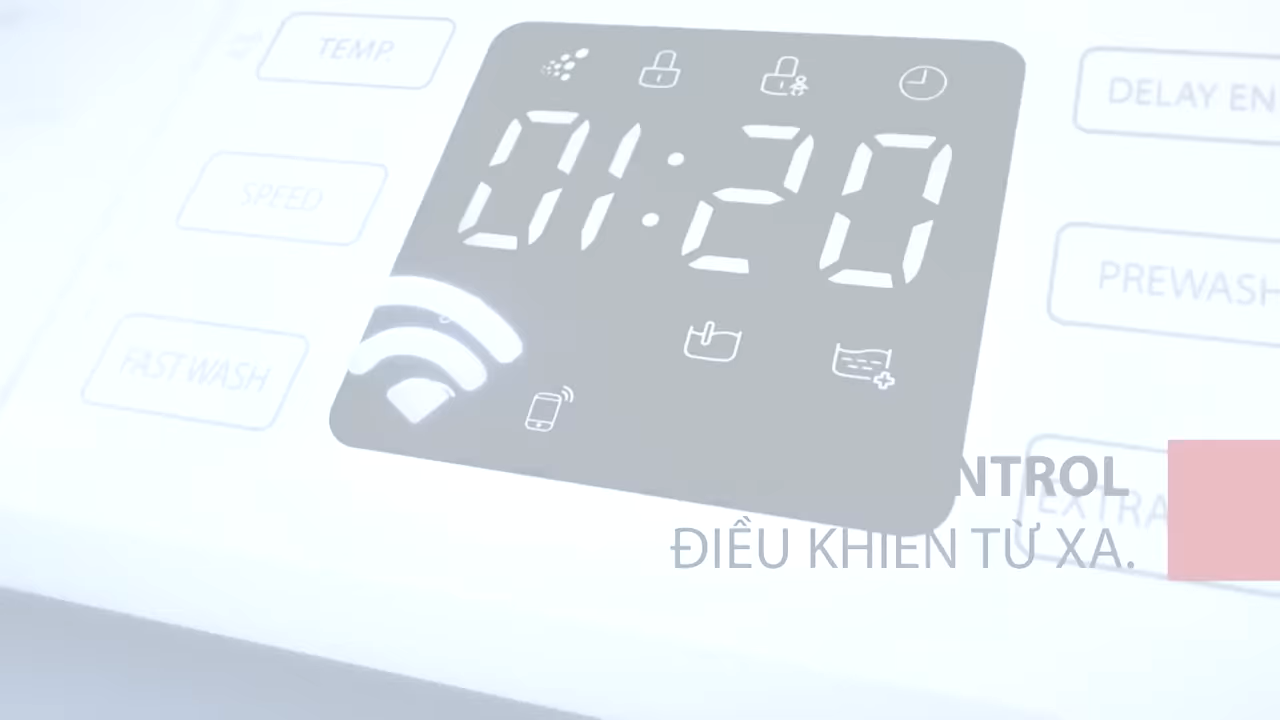 TEMP.
SPEED
FAST WASH
01:20
DELAY EN
PREWASH
EXTRA
NTROL
ĐIỀU KHIỂN TỪ XA.